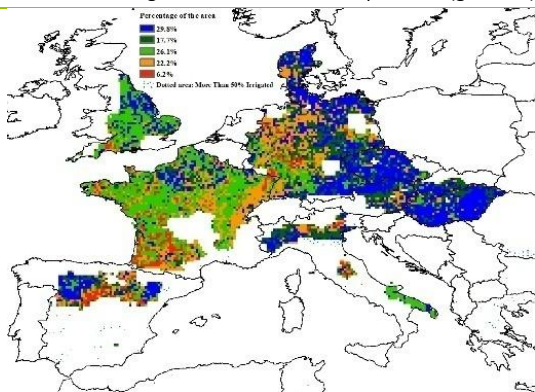 Percentage of the area
29.8%
17.7%
26.1%
22.2%
6.2%
Dotted area: More Than 50% Irrigated